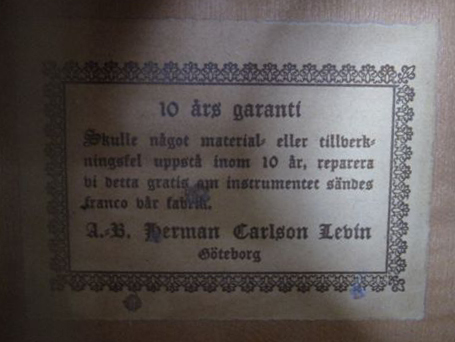 10 års garanti
Skulle något material- eller tillverk-
ningsfel uppstå inom 10 år, reparera
vi detta gratis om instrumentet sändes
franco vår fabrik.
A.-B. Herman Carlson Levin
Göteborg